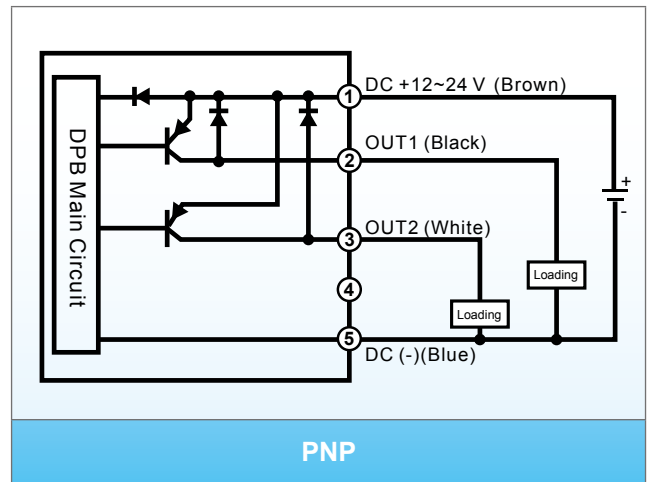 DPB Main Circuit
1
DC +12~24 V (Brown)
2
OUT1 (Black)
3
OUT2 (White)
4
5
DC (-)(Blue)
+
-
Loading
Loading
PNP